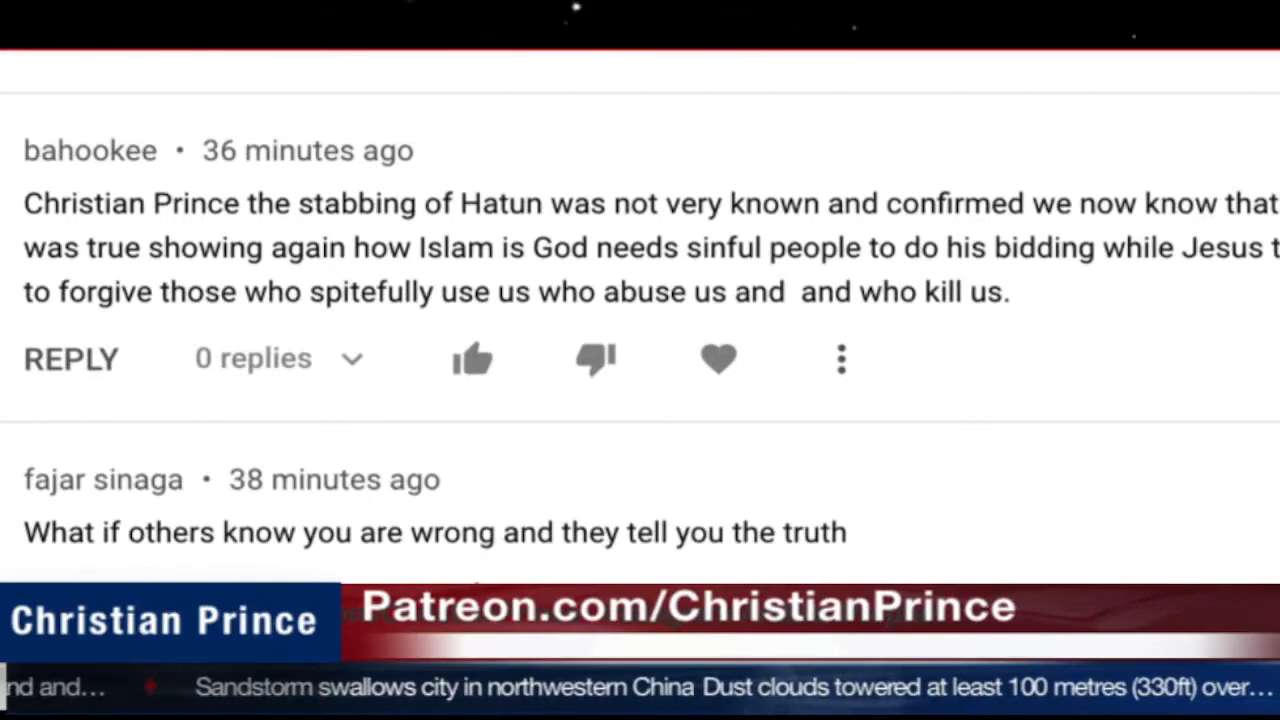 bahookee • 36 minutes ago
Christian Prince the stabbing of Hatun was not very known and confirmed we now know that
was true showing again how Islam is God needs sinful people to do his bidding while Jesus t
to forgive those who spitefully use us who abuse us and and who kill us.
REPLY 0 replies
fajar sinaga • 38 minutes ago
What if others know you are wrong and they tell you the truth
Christian Prince Patreon.com/ChristianPrince
nd and… Sandstorm swallows city in northwestern China Dust clouds towered at least 100 metres (330ft) over…